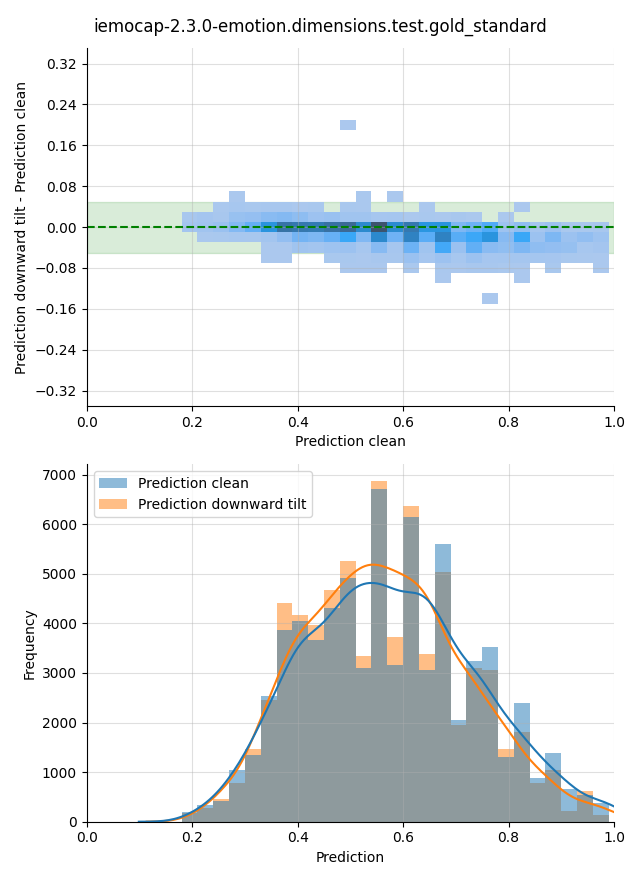 iemocap-2.3.0-emotion.dimensions.test.gold_standard
Prediction downward tilt - Prediction clean
0.32
0.24
0.16
0.08
0.00
−0.08
−0.16
−0.24
−0.32
0.0 0.2 0.4 0.6 0.8 1.0
Prediction clean
Frequency
7000
6000
5000
4000
3000
2000
1000
0
Prediction clean
Prediction downward tilt
0.0 0.2 0.4 0.6 0.8 1.0
Prediction